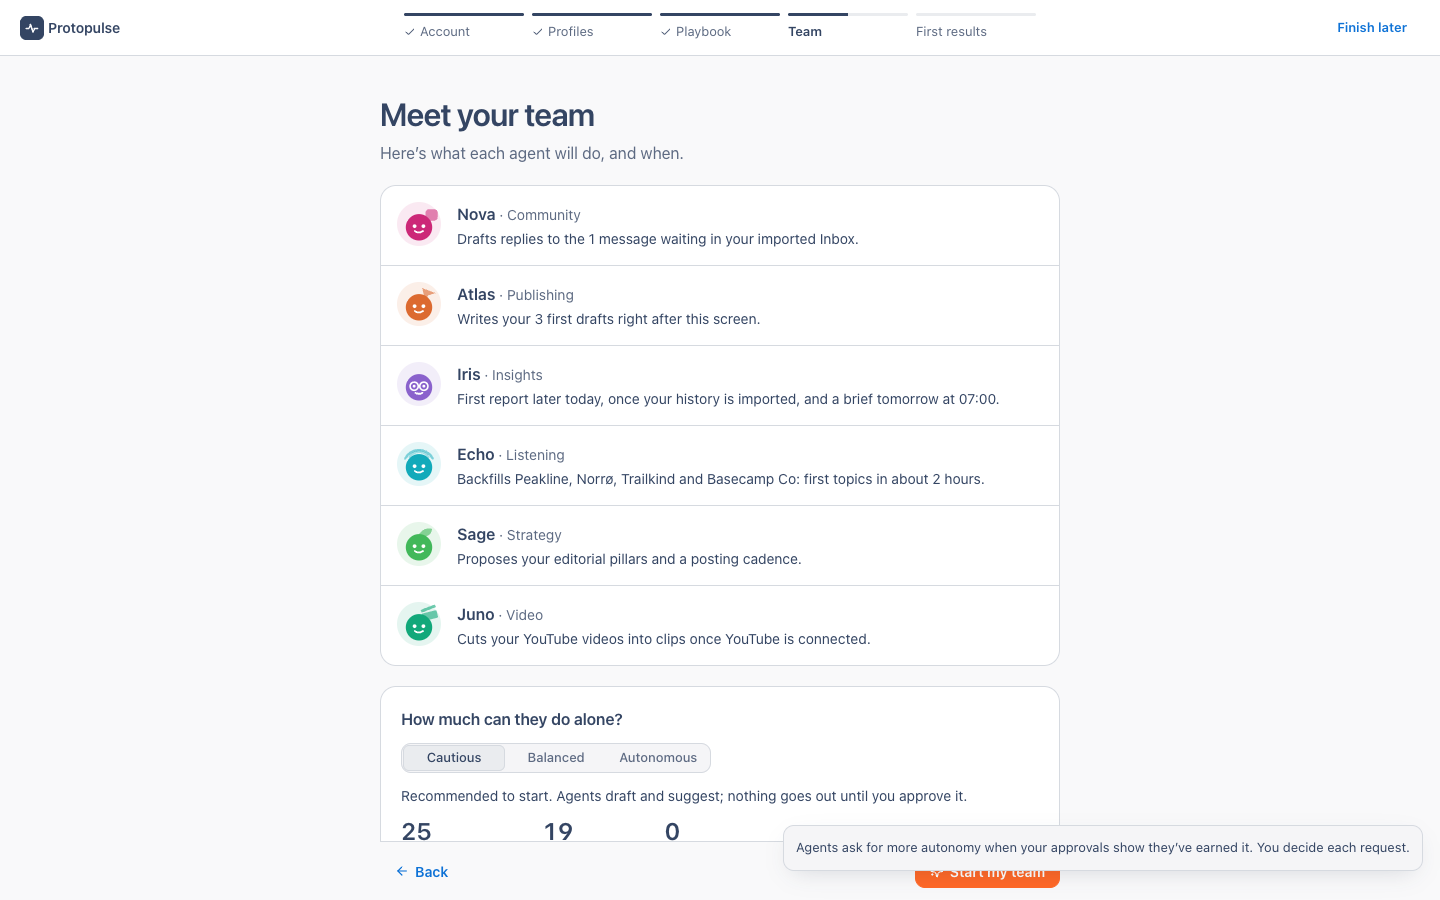 Protopulse
Account
Profiles
Playbook
Team
First results
Finish later
Meet your team
Here’s what each agent will do, and when.
Nova · Community
Drafts replies to the 1 message waiting in your imported Inbox.
Atlas · Publishing
Writes your 3 first drafts right after this screen.
Iris · Insights
First report later today, once your history is imported, and a brief tomorrow at 07:00.
Echo · Listening
Backfills Peakline, Norrø, Trailkind and Basecamp Co: first topics in about 2 hours.
Sage · Strategy
Proposes your editorial pillars and a posting cadence.
Juno · Video
Cuts your YouTube videos into clips once YouTube is connected.
How much can they do alone?
Cautious
Balanced
Autonomous
Recommended to start. Agents draft and suggest; nothing goes out until you approve it.
25
19
0
Agents ask for more autonomy when your approvals show they’ve earned it. You decide each request.
Back
Start my team